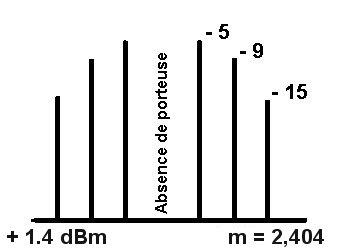 - 5
- 9
- 15
Absence de porteuse
+ 1.4 dBm
m = 2,404